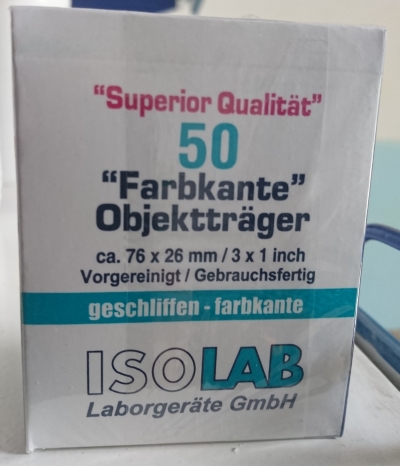 "Superior Qualität"
50
"Farbkante"
Objektträger
ca. 76 x 26 mm / 3 x 1 inch
Vorgereinigt / Gebrauchsfertig
geschliffen - farbkante
ISOLAB
Laborgeräte GmbH